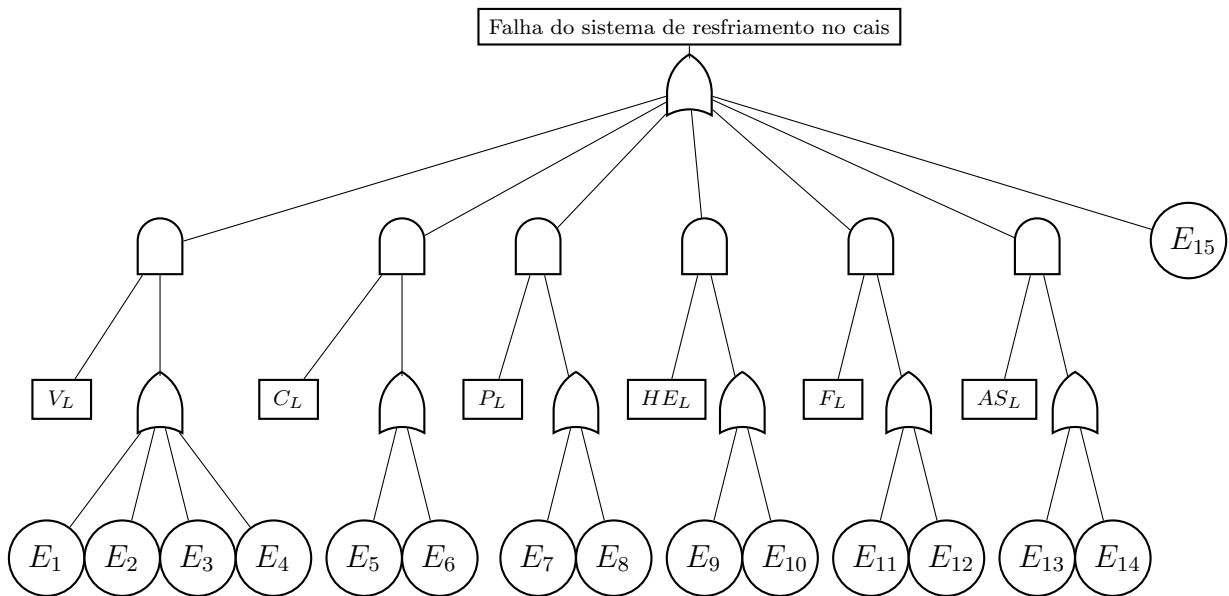 Falha do sistema de resfriamento no cais
E15
VL
CL
PL
HEL
FL
ASL
E1
E2
E3
E4
E5
E6
E7
E8
E9
E10
E11
E12
E13
E14